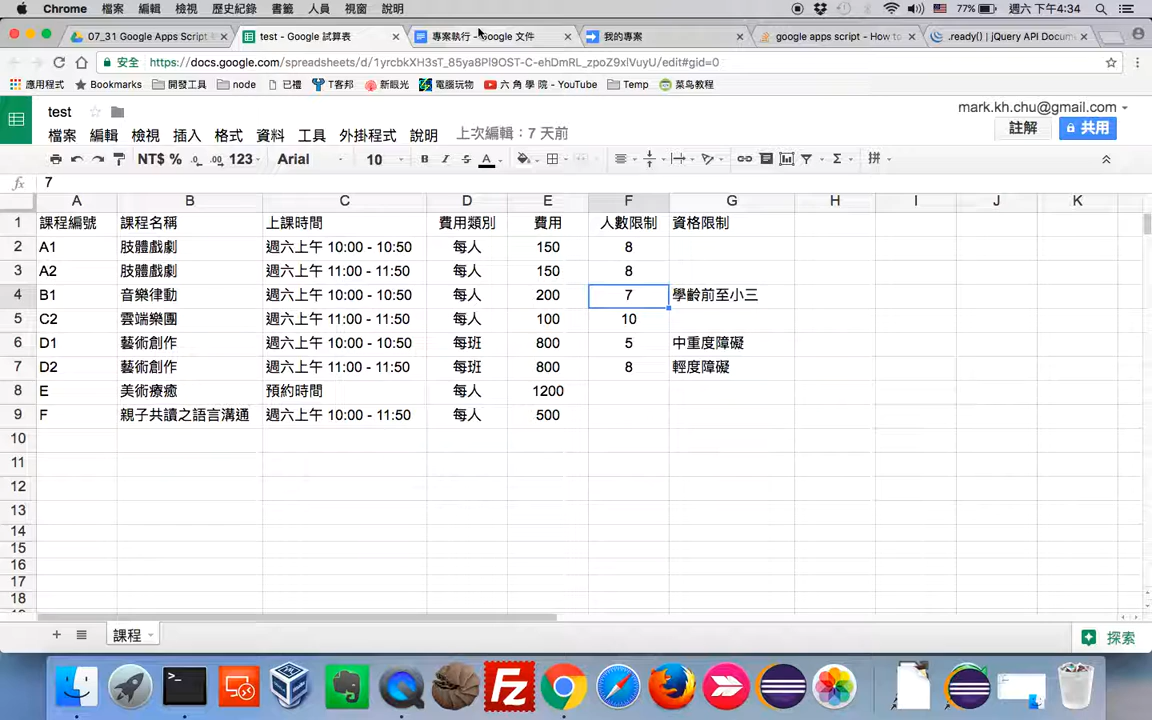 Chrome 檔案 編輯 檢視 歷史紀錄 書籤 人員 視窗 說明 77% 週六 下午4:34
07_31 Google Apps Script × test - Google 試算表 × 專案執行 - Google 文件 × 我的專案 × google apps script - How to × .ready() | jQuery API Docum ×
安全 https://docs.google.com/spreadsheets/d/1yrcbkXH3sT_85ya8Pl9OST-C-ehDmRL_zpoZ9xlVuyU/edit#gid=0
應用程式 Bookmarks 開發工具 node 已禮 T客邦 新眼光 電腦玩物 六 角 學 院 - YouTube Temp 菜鸟教程
test mark.kh.chu@gmail.com
檔案 編輯 檢視 插入 格式 資料 工具 外掛程式 說明 上次編輯：7 天前 註解 共用
NT$ % .0 .00 123 Arial 10 B I S A Σ 拼
fx 7
A B C D E F G H I J K
1 課程編號 課程名稱 上課時間 費用類別 費用 人數限制 資格限制
2 A1 肢體戲劇 週六上午 10:00 - 10:50 每人 150 8
3 A2 肢體戲劇 週六上午 11:00 - 11:50 每人 150 8
4 B1 音樂律動 週六上午 10:00 - 10:50 每人 200 7 學齡前至小三
5 C2 雲端樂團 週六上午 11:00 - 11:50 每人 100 10
6 D1 藝術創作 週六上午 10:00 - 10:50 每班 800 5 中重度障礙
7 D2 藝術創作 週六上午 11:00 - 11:50 每班 800 8 輕度障礙
8 E 美術療癒 預約時間 每人 1200
9 F 親子共讀之語言溝通 週六上午 10:00 - 11:50 每人 500
10
11
12
13
14
15
16
17
18
+ 課程 探索
Fz